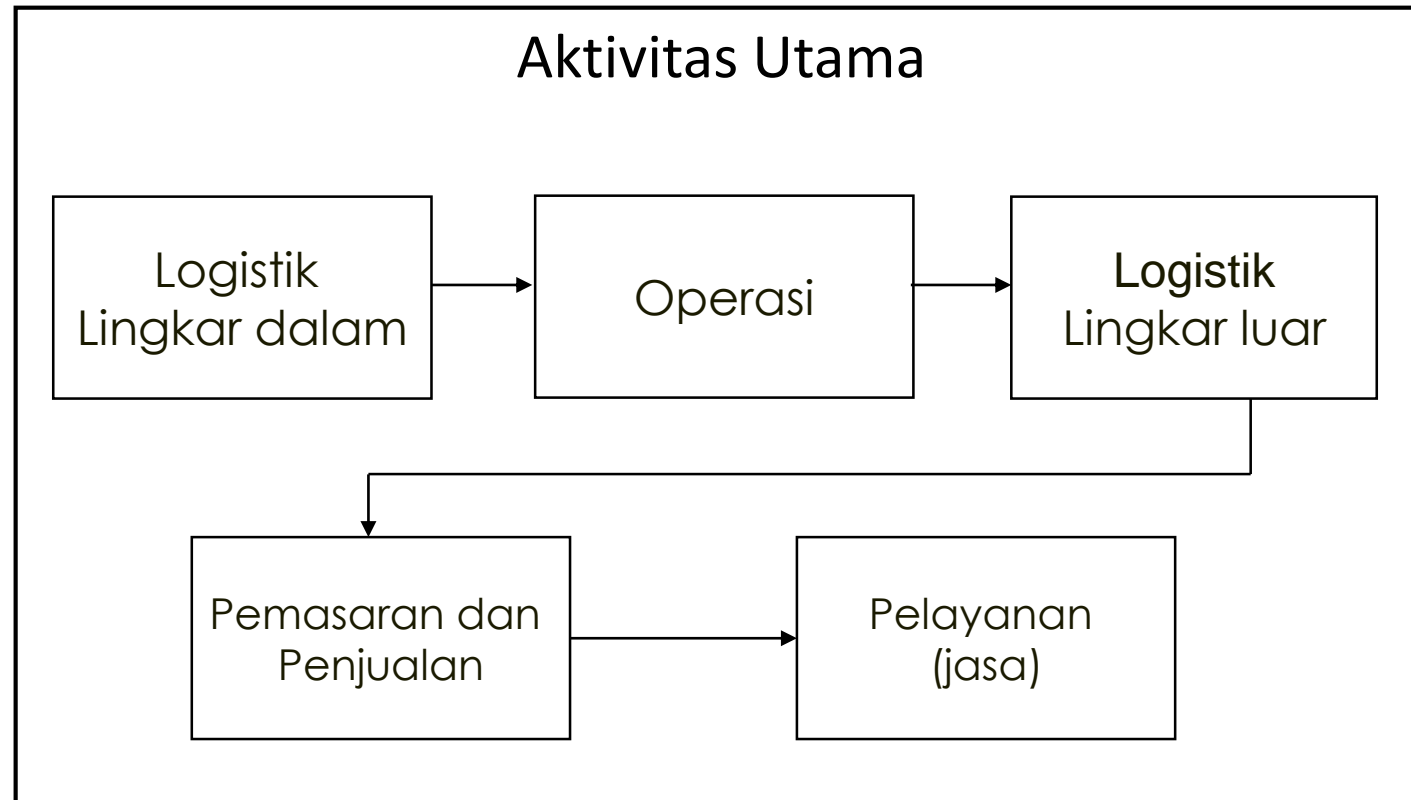 Aktivitas Utama
Logistik
Lingkar dalam
Operasi
Logistik
Lingkar luar
Pemasaran dan
Penjualan
Pelayanan
(jasa)